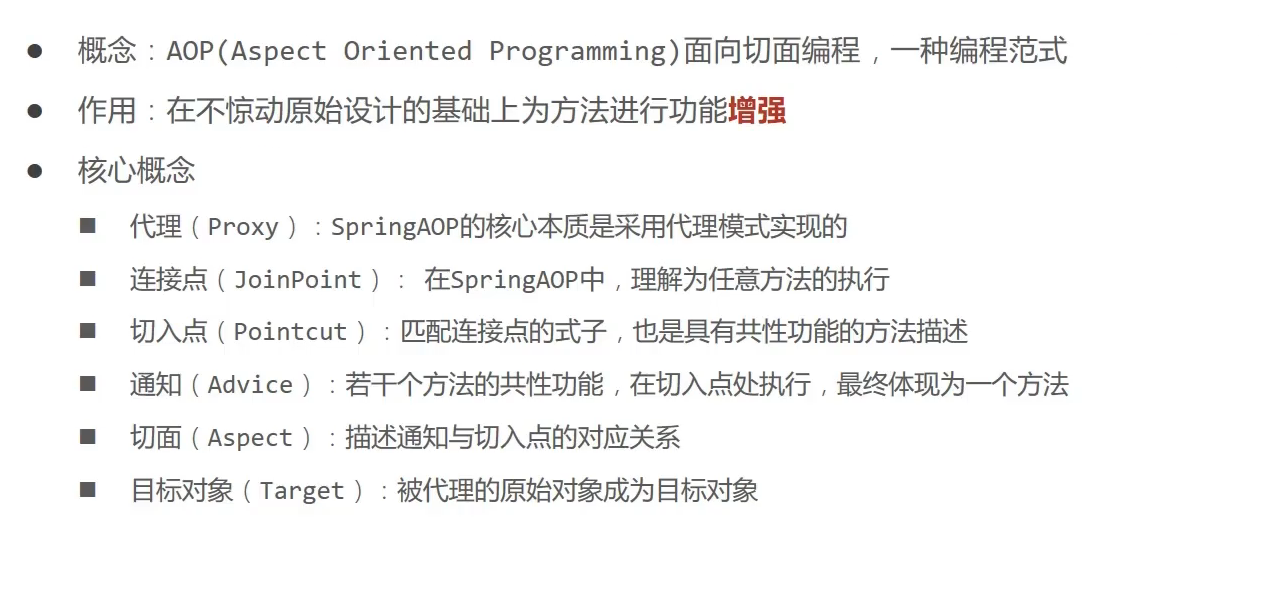 ● 概念：AOP(Aspect Oriented Programming)面向切面编程，一种编程范式
● 作用：在不惊动原始设计的基础上为方法进行功能增强
● 核心概念
■ 代理（Proxy）：SpringAOP的核心本质是采用代理模式实现的
■ 连接点（JoinPoint）： 在SpringAOP中，理解为任意方法的执行
■ 切入点（Pointcut）：匹配连接点的式子，也是具有共性功能的方法描述
■ 通知（Advice）：若干个方法的共性功能，在切入点处执行，最终体现为一个方法
■ 切面（Aspect）：描述通知与切入点的对应关系
■ 目标对象（Target）：被代理的原始对象成为目标对象